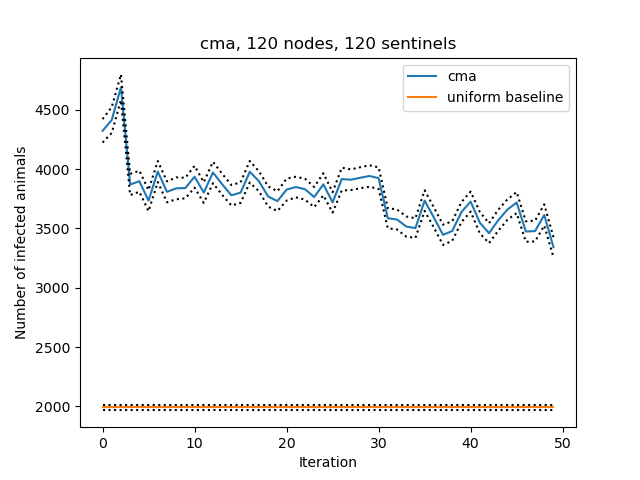 cma, 120 nodes, 120 sentinels
cma
uniform baseline
Number of infected animals
4500
4000
3500
3000
2500
2000
0 10 20 30 40 50
Iteration